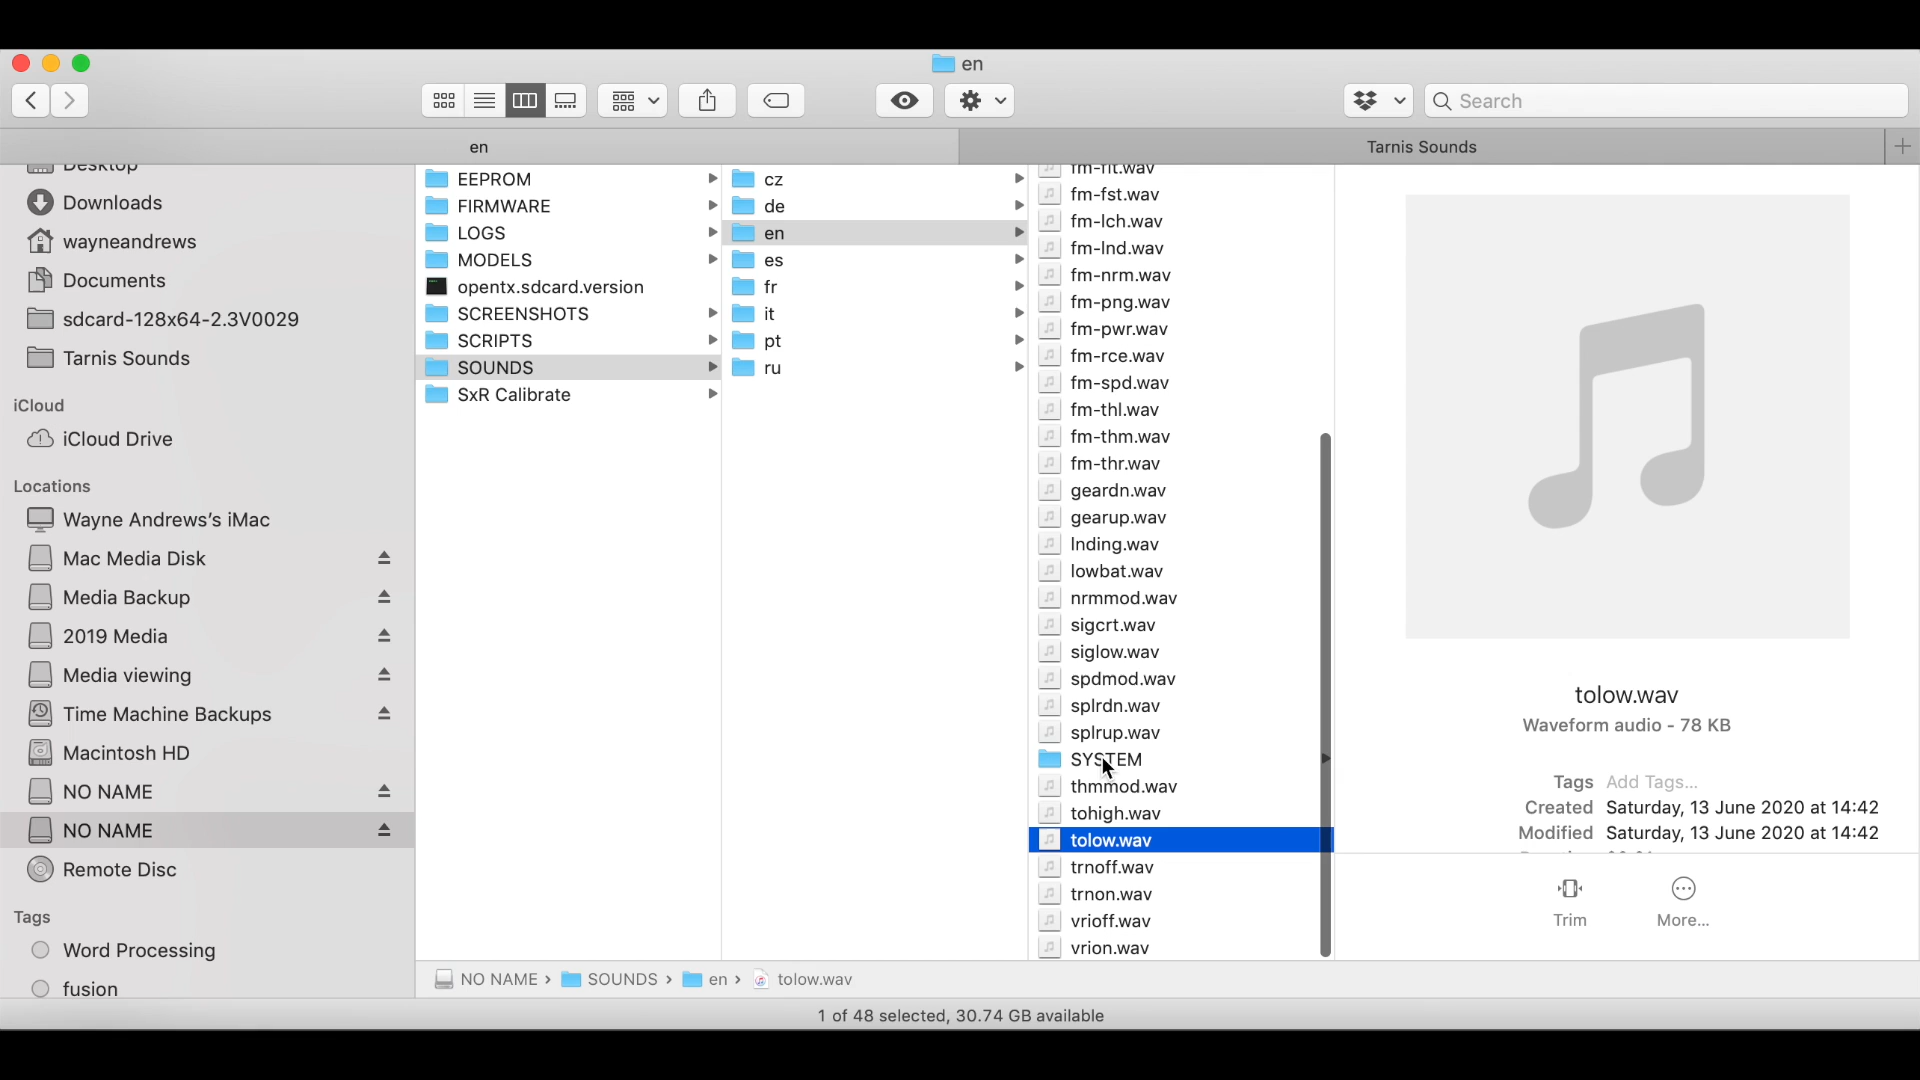 en
Search
en
Tarnis Sounds
Desktop
Downloads
wayneandrews
Documents
sdcard-128x64-2.3V0029
Tarnis Sounds
iCloud
iCloud Drive
Locations
Wayne Andrews's iMac
Mac Media Disk
Media Backup
2019 Media
Media viewing
Time Machine Backups
Macintosh HD
NO NAME
NO NAME
Remote Disc
Tags
Word Processing
fusion
EEPROM
FIRMWARE
LOGS
MODELS
opentx.sdcard.version
SCREENSHOTS
SCRIPTS
SOUNDS
SxR Calibrate
cz
de
en
es
fr
it
pt
ru
fm-flt.wav
fm-fst.wav
fm-lch.wav
fm-lnd.wav
fm-nrm.wav
fm-png.wav
fm-pwr.wav
fm-rce.wav
fm-spd.wav
fm-thl.wav
fm-thm.wav
fm-thr.wav
geardn.wav
gearup.wav
lnding.wav
lowbat.wav
nrmmod.wav
sigcrt.wav
siglow.wav
spdmod.wav
splrdn.wav
splrup.wav
SYSTEM
thmmod.wav
tohigh.wav
tolow.wav
trnoff.wav
trnon.wav
vrioff.wav
vrion.wav
tolow.wav
Waveform audio - 78 KB
Tags Add Tags...
Created Saturday, 13 June 2020 at 14:42
Modified Saturday, 13 June 2020 at 14:42
Trim
More...
NO NAME › SOUNDS › en › tolow.wav
1 of 48 selected, 30.74 GB available